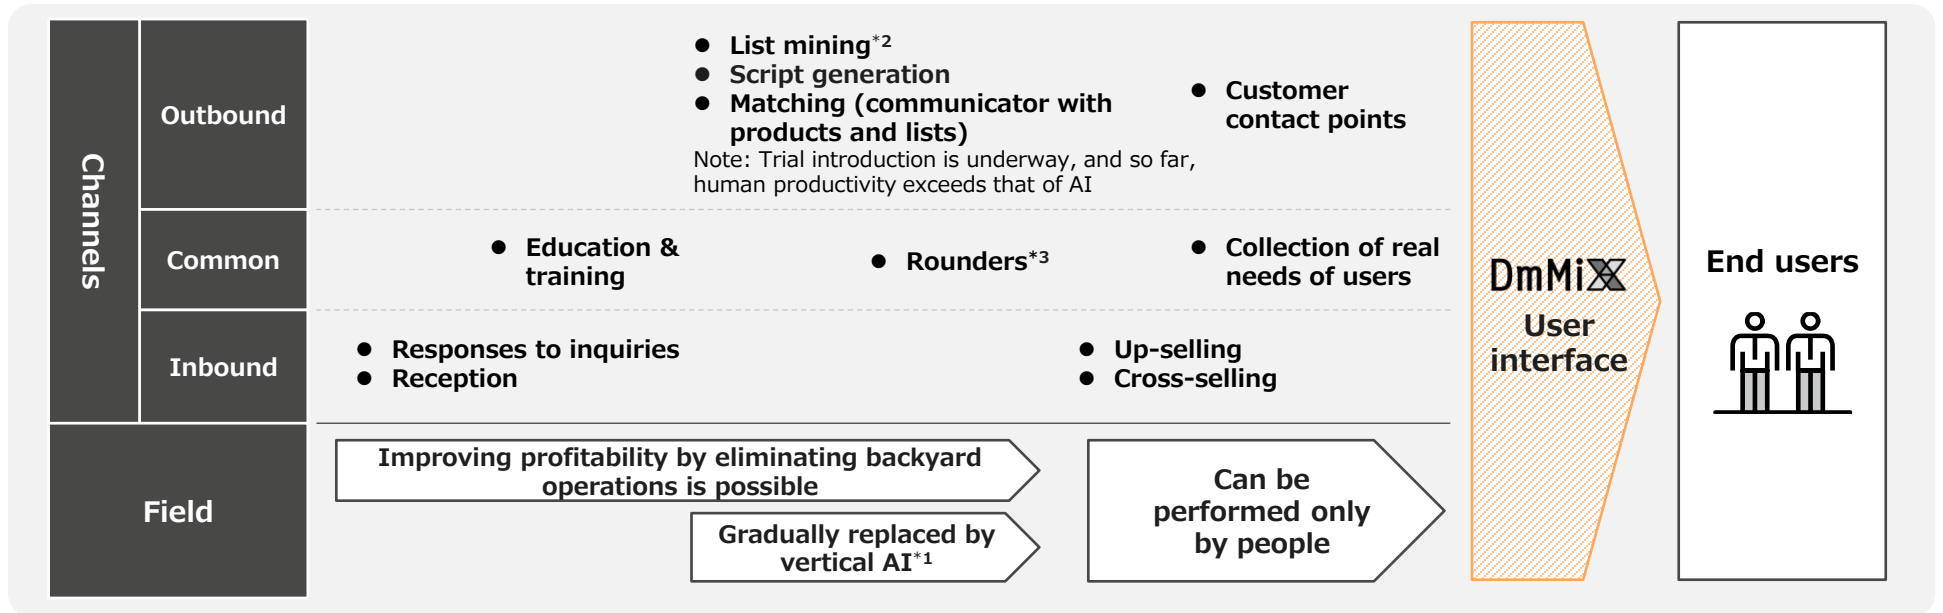 Channels
Outbound
● List mining*2
● Script generation
● Matching (communicator with
products and lists)
Note: Trial introduction is underway, and so far,
human productivity exceeds that of AI
● Customer
contact points
Common
● Education &
training
● Rounders*3
● Collection of real
needs of users
Inbound
● Responses to inquiries
● Reception
● Up-selling
● Cross-selling
Field
Improving profitability by eliminating backyard
operations is possible
Gradually replaced by
vertical AI*1
Can be
performed only
by people
DmMiX
User
interface
End users